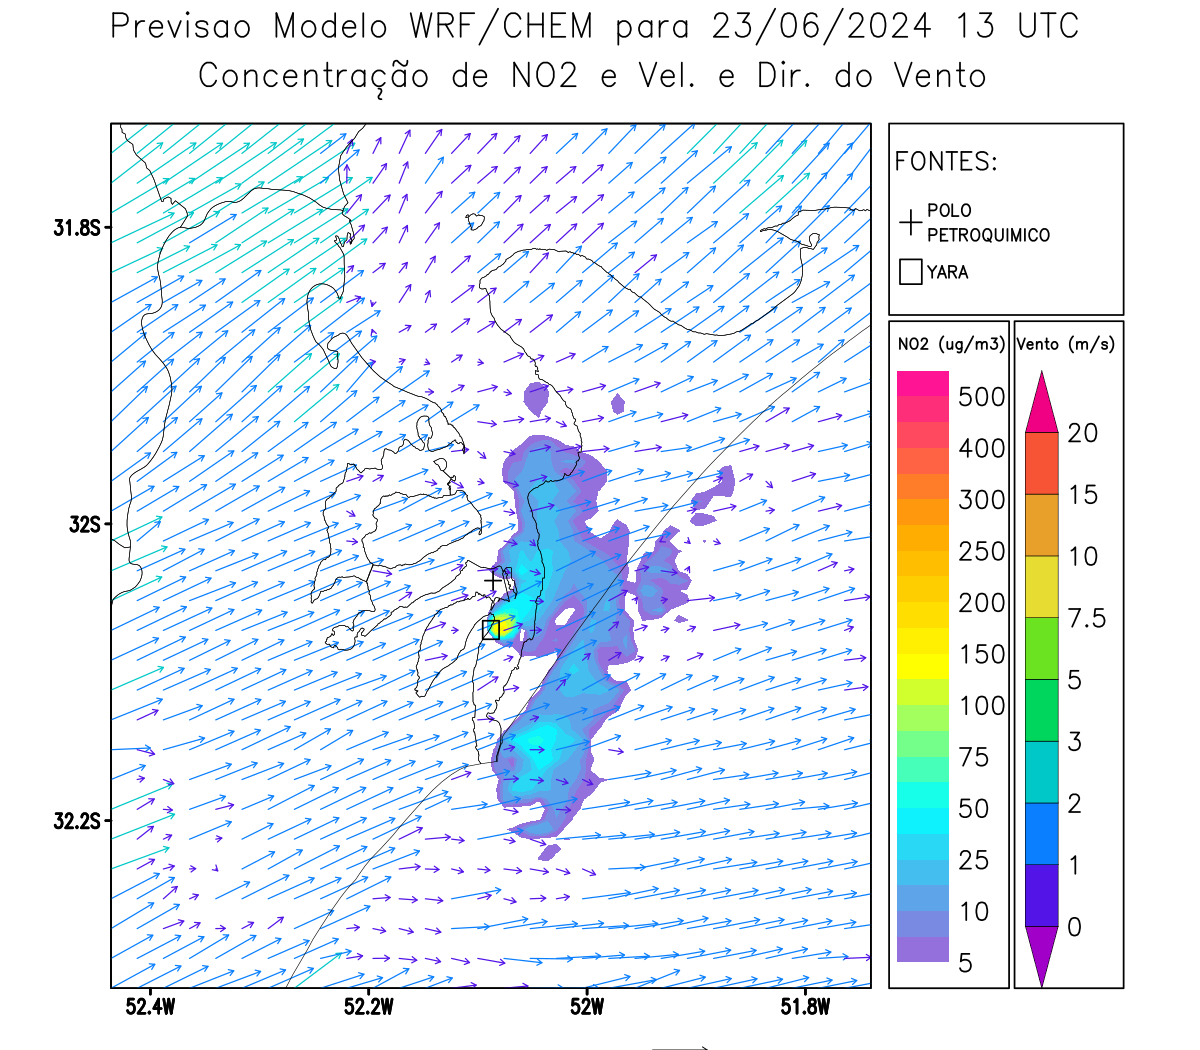 Previsao Modelo WRF/CHEM para 23/06/2024 13 UTC
Concentração de NO2 e Vel. e Dir. do Vento
FONTES:
POLO
PETROQUIMICO
YARA
NO2 (ug/m3)
500
400
300
250
200
150
100
75
50
25
10
5
Vento (m/s)
20
15
10
7.5
5
3
2
1
0
31.8S
32S
32.2S
52.4W
52.2W
52W
51.8W